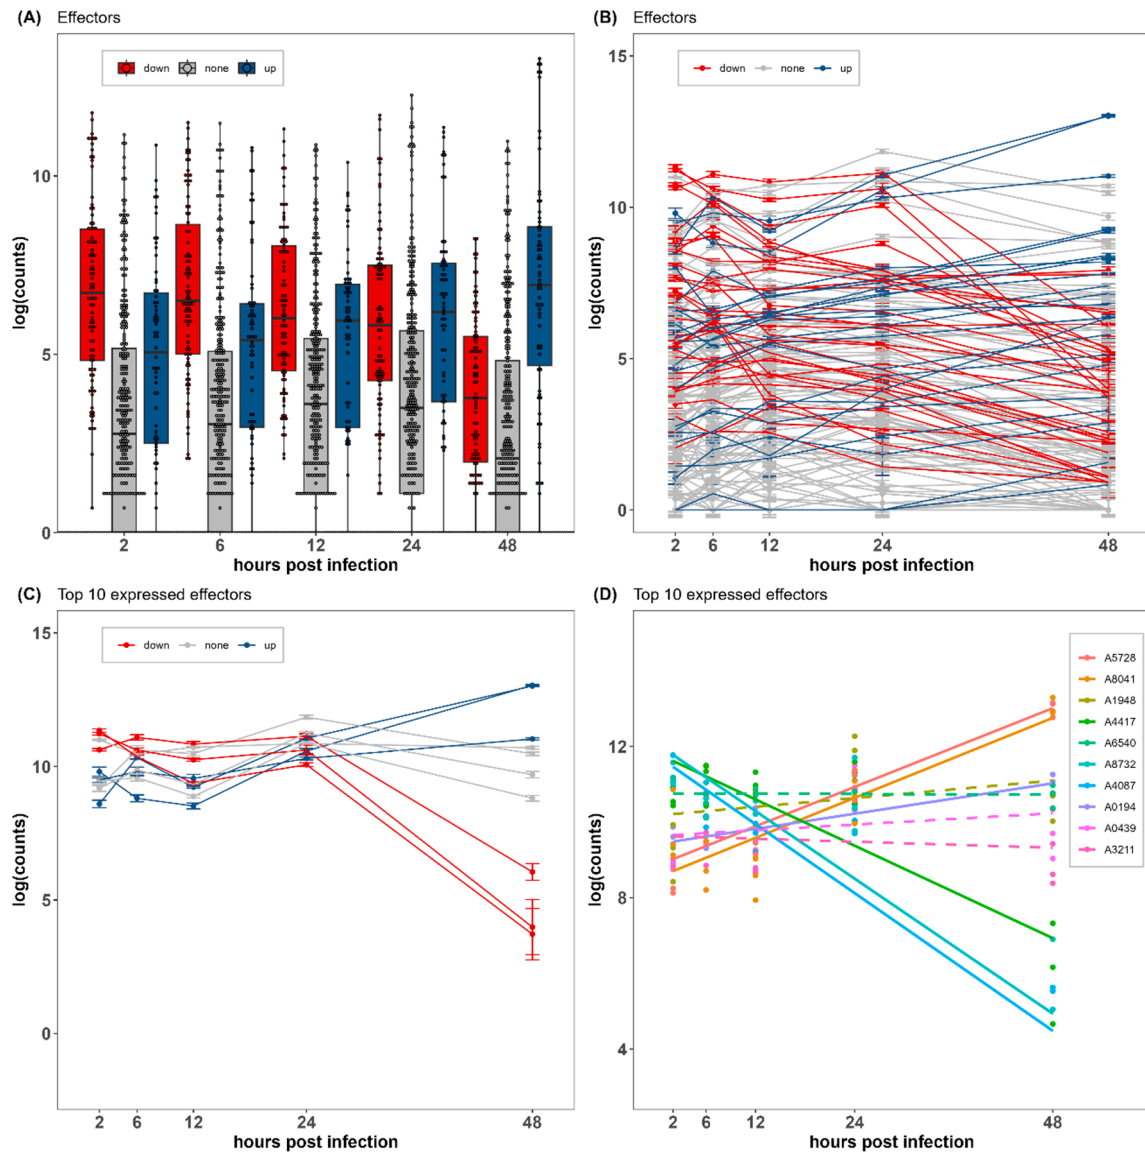 (A) Effectors
down none up
10
5
0
log(counts)
2 6 12 24 48
hours post infection
(B) Effectors
down none up
15
10
5
0
log(counts)
2 6 12 24 48
hours post infection
(C) Top 10 expressed effectors
down none up
15
10
5
0
log(counts)
2 6 12 24 48
hours post infection
(D) Top 10 expressed effectors
A5728
A8041
A1948
A4417
A6540
A8732
A4087
A0194
A0439
A3211
12
8
4
log(counts)
2 6 12 24 48
hours post infection